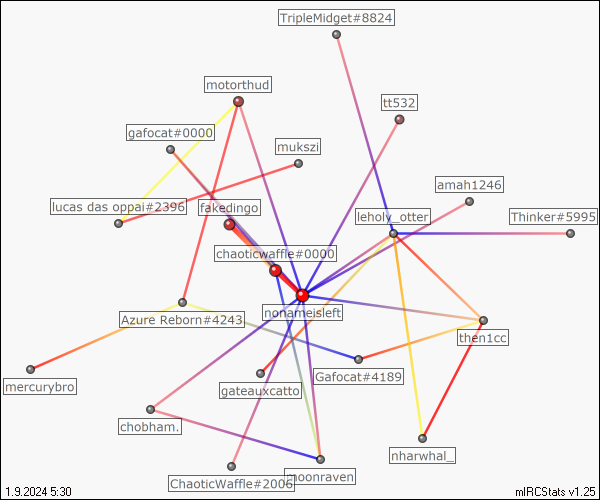 TripleMidget#8824
motorthud
tt532
gafocat#0000
mukszi
amah1246
lucas das oppai#2396
fakedingo
leholy_otter
Thinker#5995
chaoticwaffle#0000
nonameisleft
Azure Reborn#4243
then1cc
Gafocat#4189
mercurybro
gateauxcatto
chobham.
nharwhal_
ChaoticWaffle#2006
moonraven
1.9.2024 5:30
mIRCStats v1.25